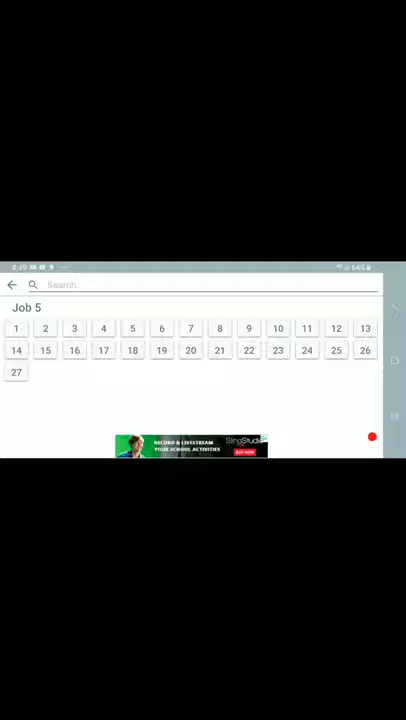 8:49 64%
Search...
Job 5
1 2 3 4 5 6 7 8 9 10 11 12 13
14 15 16 17 18 19 20 21 22 23 24 25 26
27
RECORD & LIVESTREAM
YOUR SCHOOL ACTIVITIES
SlingStudio
BUY NOW